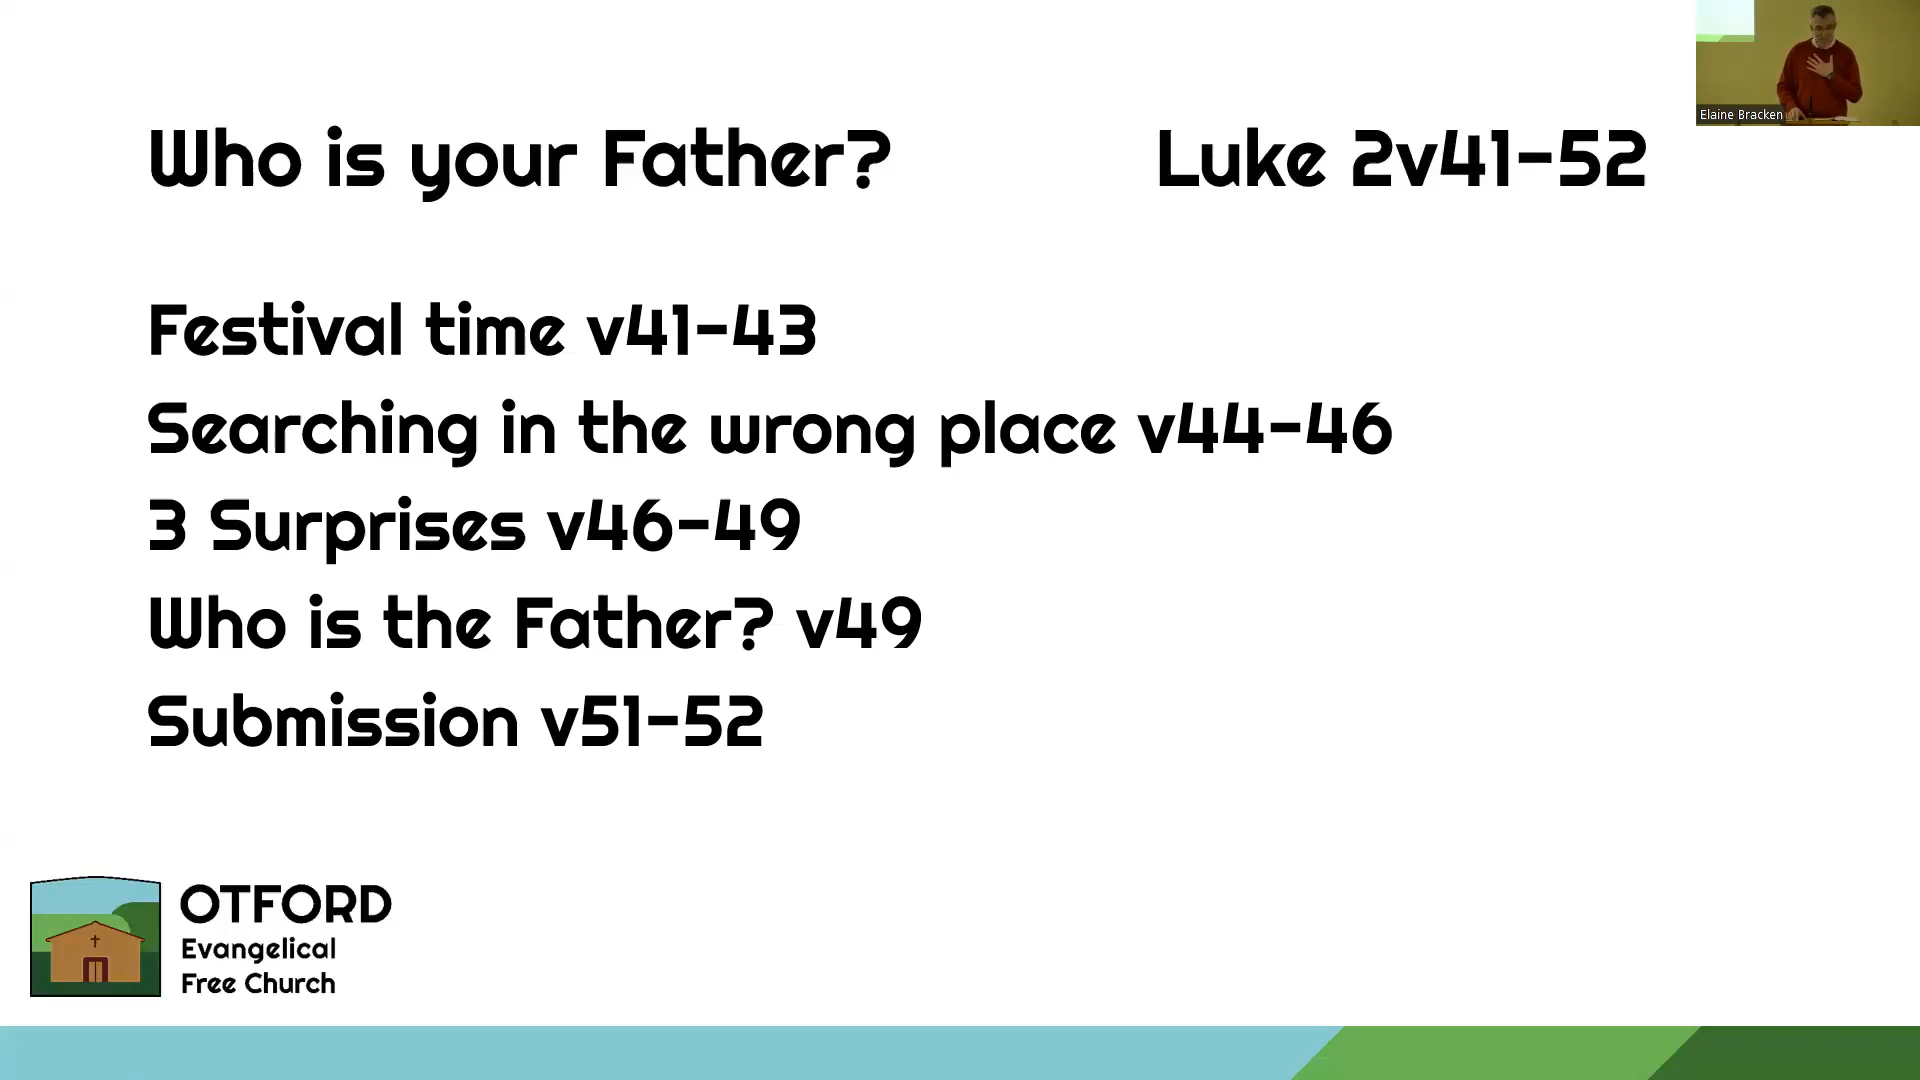 Who is your Father? Luke 2v41-52
Elaine Bracken
Festival time v41-43
Searching in the wrong place v44-46
3 Surprises v46-49
Who is the Father? v49
Submission v51-52
OTFORD
Evangelical
Free Church